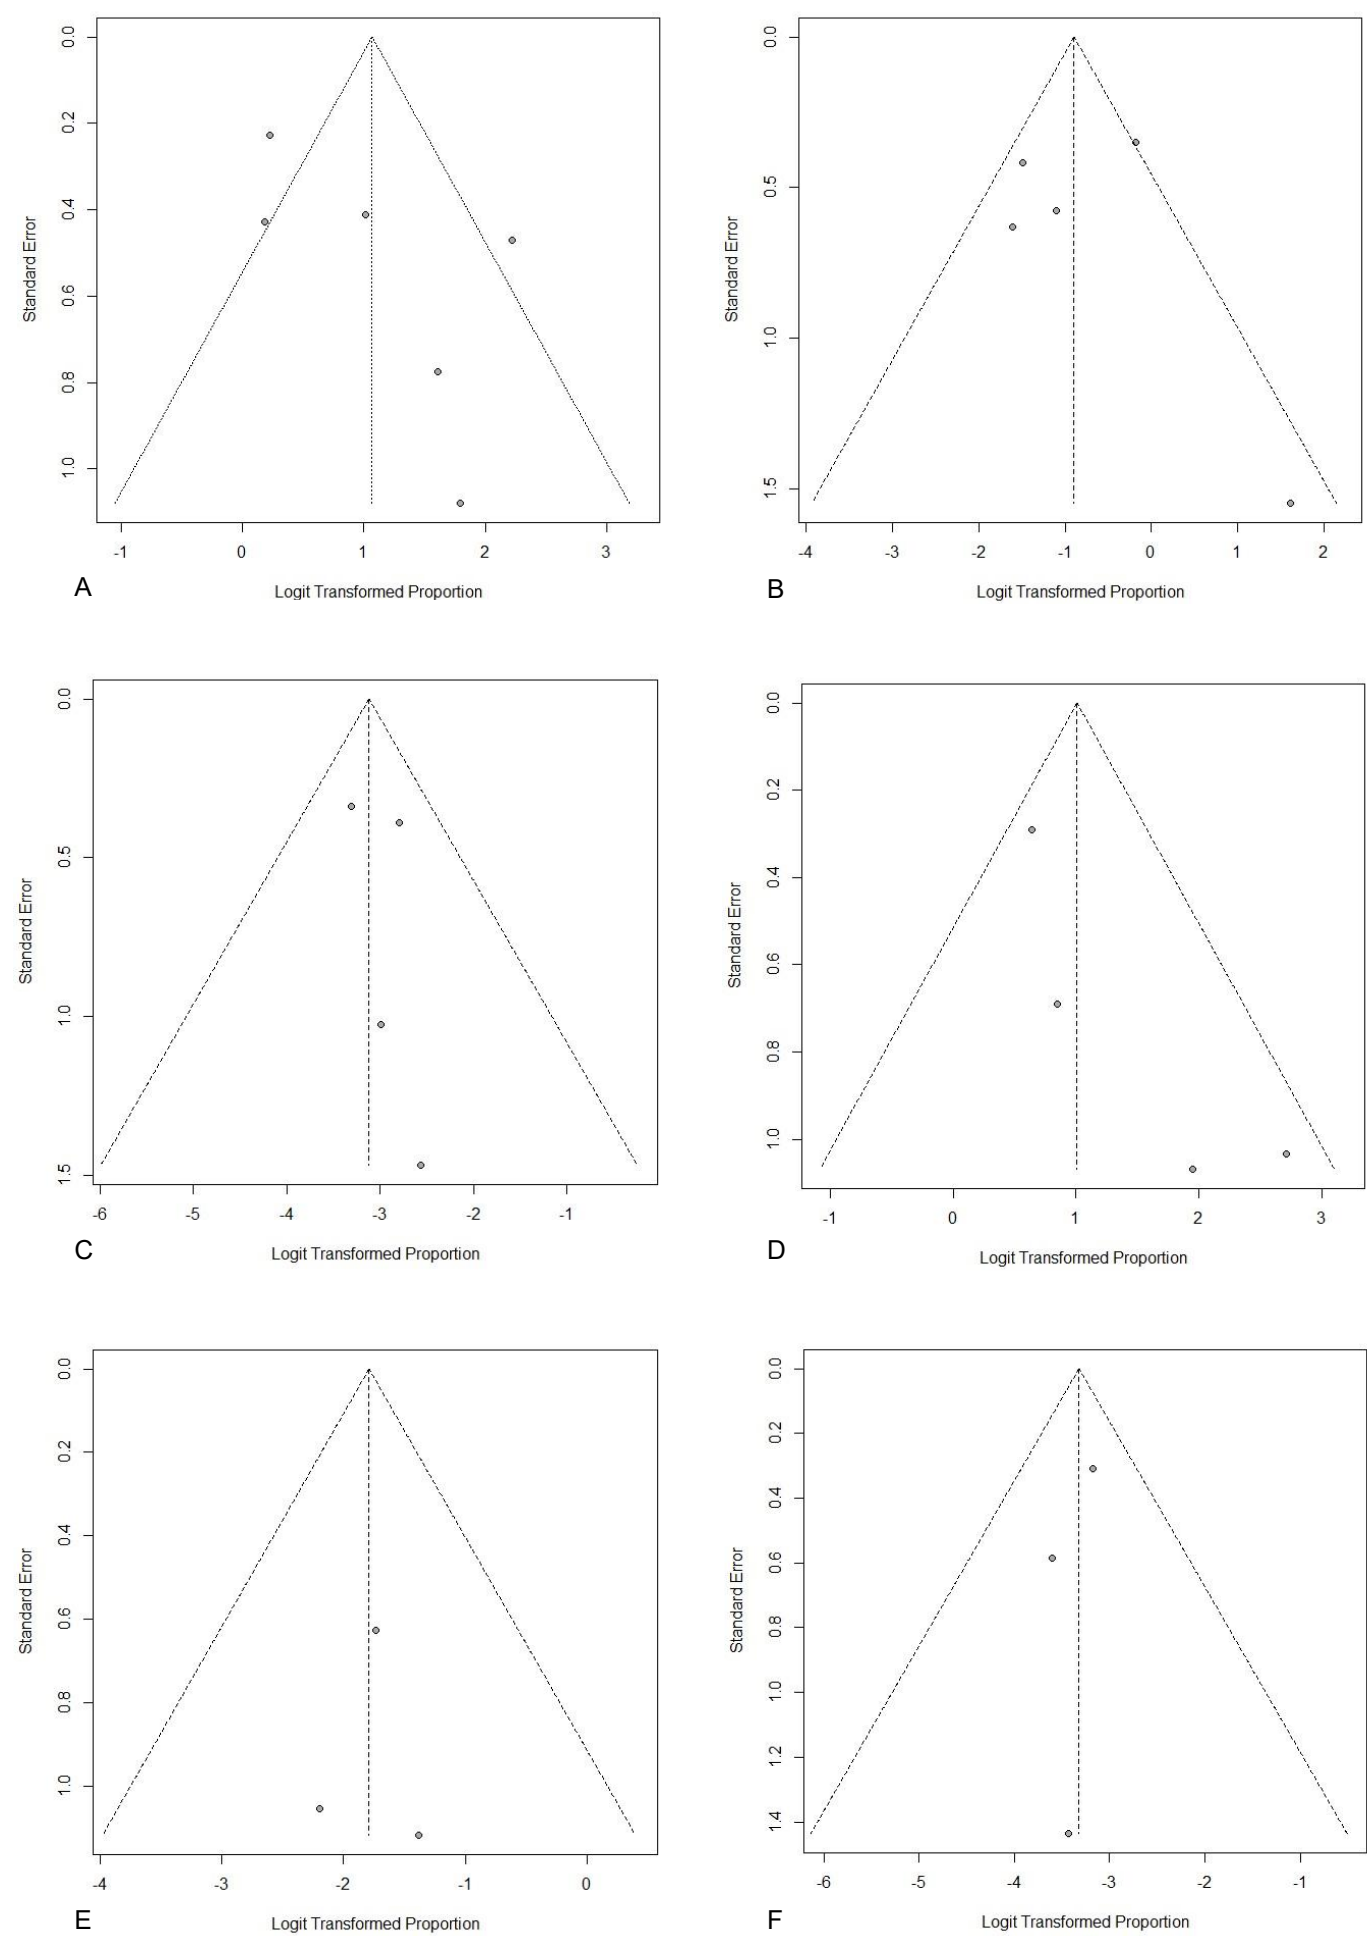 0.0
0.2
0.4
0.6
0.8
1.0
Standard Error
-1 0 1 2 3
Logit Transformed Proportion
A
0.0
0.5
1.0
1.5
Standard Error
-4 -3 -2 -1 0 1 2
Logit Transformed Proportion
B
0.0
0.5
1.0
1.5
Standard Error
-6 -5 -4 -3 -2 -1
Logit Transformed Proportion
C
0.0
0.2
0.4
0.6
0.8
1.0
Standard Error
-1 0 1 2 3
Logit Transformed Proportion
D
0.0
0.2
0.4
0.6
0.8
1.0
Standard Error
-4 -3 -2 -1 0
Logit Transformed Proportion
E
0.0
0.2
0.4
0.6
0.8
1.0
1.2
1.4
Standard Error
-6 -5 -4 -3 -2 -1
Logit Transformed Proportion
F